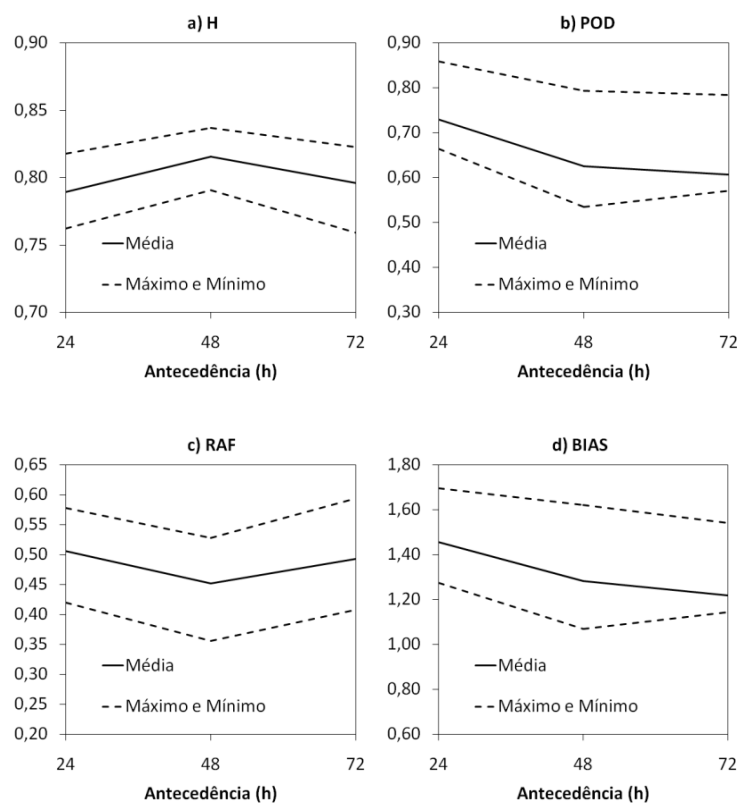 a) H
0,90
0,85
0,80
0,75
0,70
Média
Máximo e Mínimo
24 48 72
Antecedência (h)
b) POD
0,90
0,80
0,70
0,60
0,50
0,40
0,30
Média
Máximo e Mínimo
24 48 72
Antecedência (h)
c) RAF
0,65
0,60
0,55
0,50
0,45
0,40
0,35
0,30
0,25
0,20
Média
Máximo e Mínimo
24 48 72
Antecedência (h)
d) BIAS
1,80
1,60
1,40
1,20
1,00
0,80
0,60
Média
Máximo e Mínimo
24 48 72
Antecedência (h)